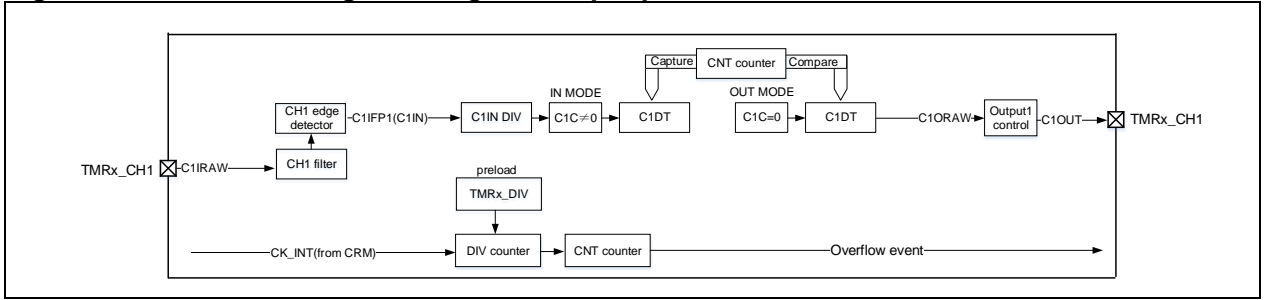 Capture
CNT counter
Compare
IN MODE
OUT MODE
CH1 edge
detector
C1IFP1(C1IN)
C1IN DIV
C1C≠0
C1DT
C1C=0
C1DT
C1ORAW
Output1
control
C1OUT
TMRx_CH1
TMRx_CH1
C1IRAW
CH1 filter
preload
TMRx_DIV
CK_INT(from CRM)
DIV counter
CNT counter
Overflow event